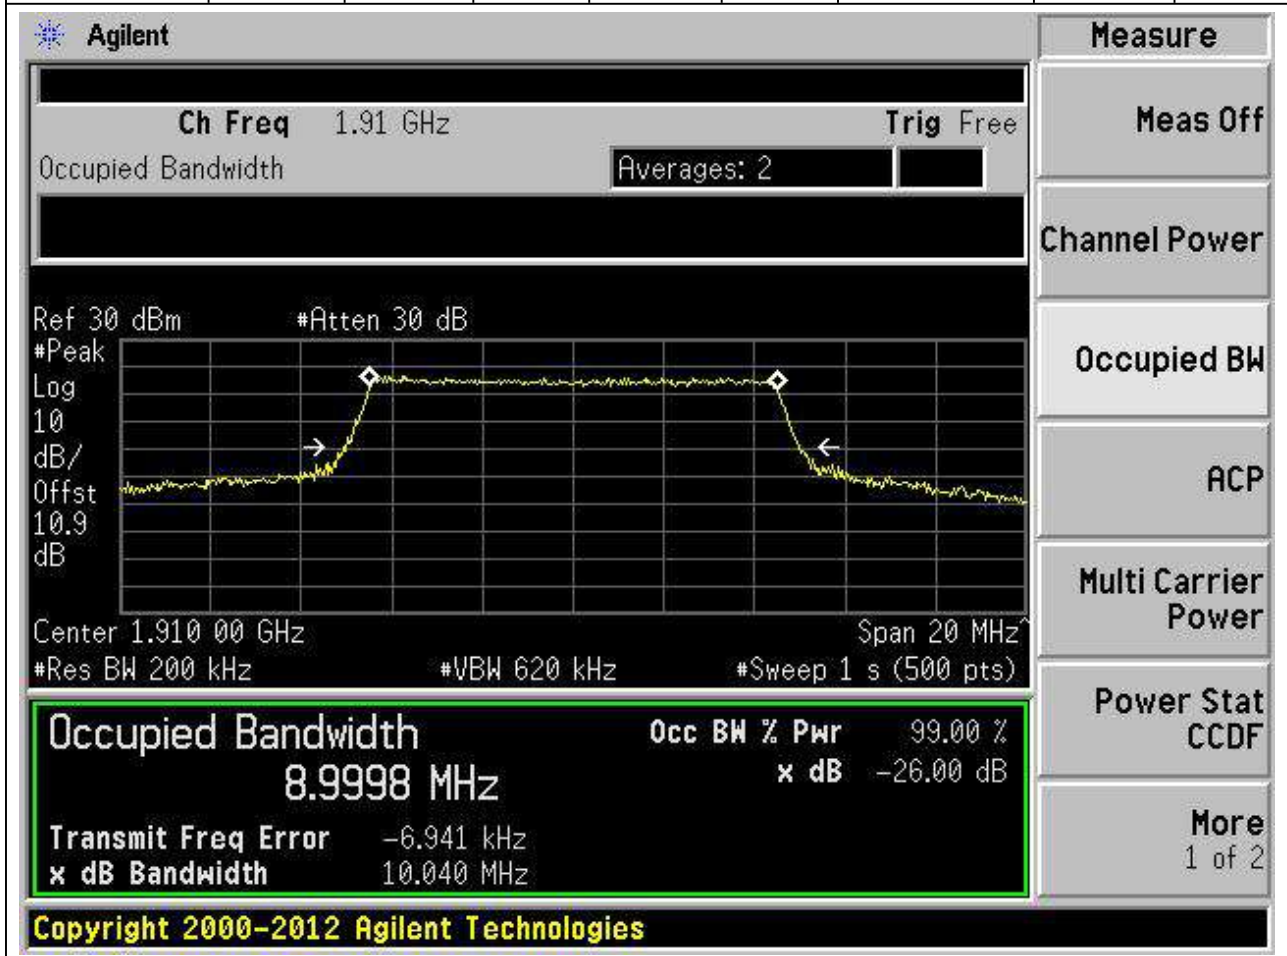 Agilent
Measure
Ch Freq 1.91 GHz Trig Free
Occupied Bandwidth Averages: 2
Meas Off
Channel Power
Occupied BW
ACP
Multi Carrier
Power
Power Stat
CCDF
More
1 of 2
Ref 30 dBm #Atten 30 dB
#Peak
Log
10
dB/
Offst
10.9
dB
Center 1.910 00 GHz Span 20 MHz^
#Res BW 200 kHz #VBW 620 kHz #Sweep 1 s (500 pts)
Occupied Bandwidth Occ BW % Pwr 99.00 %
8.9998 MHz x dB -26.00 dB
Transmit Freq Error -6.941 kHz
x dB Bandwidth 10.040 MHz
Copyright 2000-2012 Agilent Technologies